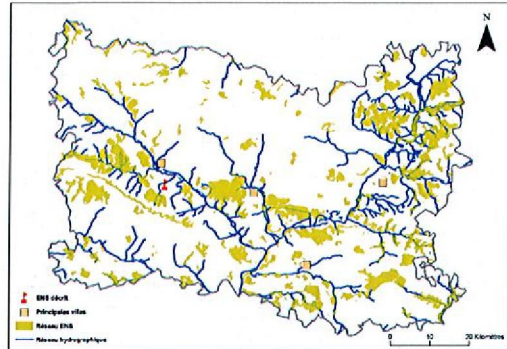 N
ENS décrit
Principales villes
Réseau ENS
Réseau hydrographique
0 10 20 Kilomètres